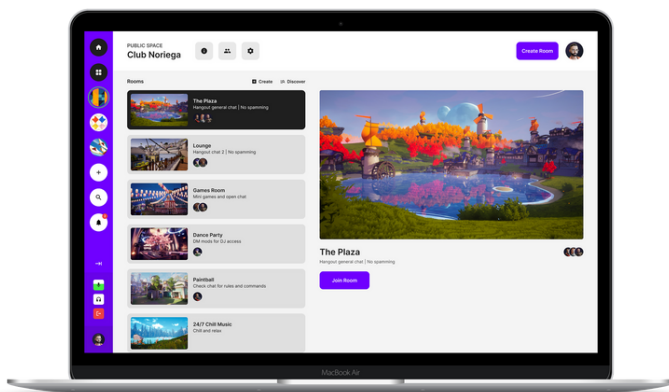 PUBLIC SPACE
Club Noriega
Create Room
Rooms
Create
Discover
The Plaza
Hangout general chat | No spamming
Lounge
Hangout chat 2 | No spamming
Games Room
Mini games and open chat
Dance Party
DM mods for DJ access
Paintball
Check chat for rules and commands
24/7 Chill Music
Chill and relax
The Plaza
Hangout general chat | No spamming
Join Room
MacBook Air